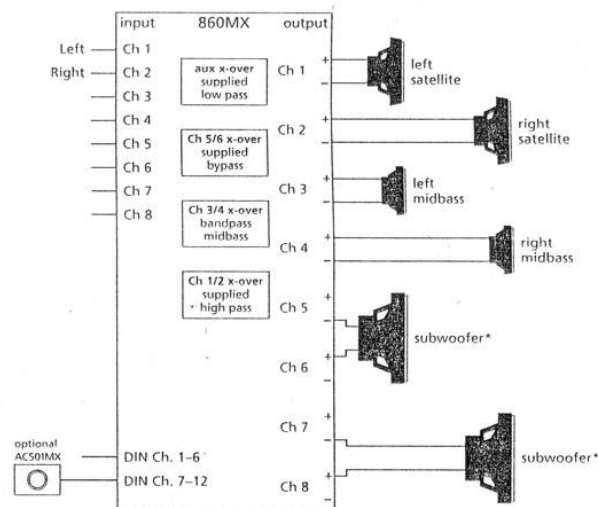 input 860MX output
Left Ch 1
Right Ch 2
Ch 3
Ch 4
Ch 5
Ch 6
Ch 7
Ch 8
aux x-over
supplied
low pass
Ch 5/6 x-over
supplied
bypass
Ch 3/4 x-over
bandpass
midbass
Ch 1/2 x-over
supplied
high pass
Ch 1 + −
left
satellite
Ch 2 + −
right
satellite
Ch 3 + −
left
midbass
Ch 4 + −
right
midbass
Ch 5 + −
subwoofer*
Ch 6 + −
Ch 7 + −
subwoofer*
Ch 8 + −
optional
AC501MX
DIN Ch. 1–6
DIN Ch. 7–12